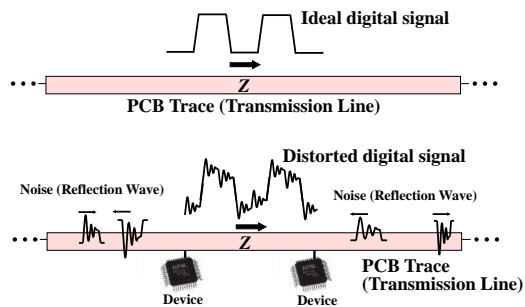 Ideal digital signal
Z
PCB Trace (Transmission Line)
Distorted digital signal
Noise (Reflection Wave)
Noise (Reflection Wave)
Z
PCB Trace
(Transmission Line)
Device
Device